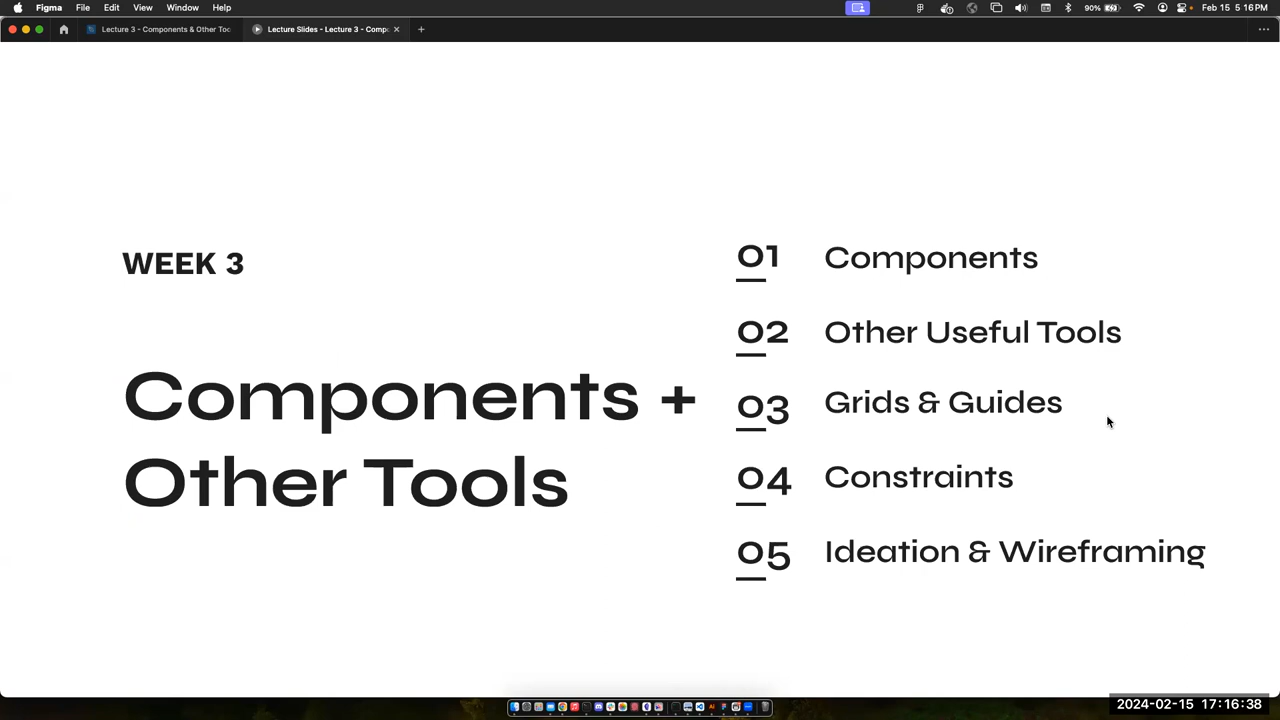 Figma File Edit View Window Help 90% Feb 15 5:16 PM
Lecture 3 - Components & Other Too Lecture Slides - Lecture 3 - Comp
WEEK 3
Components +
Other Tools
01 Components
02 Other Useful Tools
03 Grids & Guides
04 Constraints
05 Ideation & Wireframing
2024-02-15 17:16:38